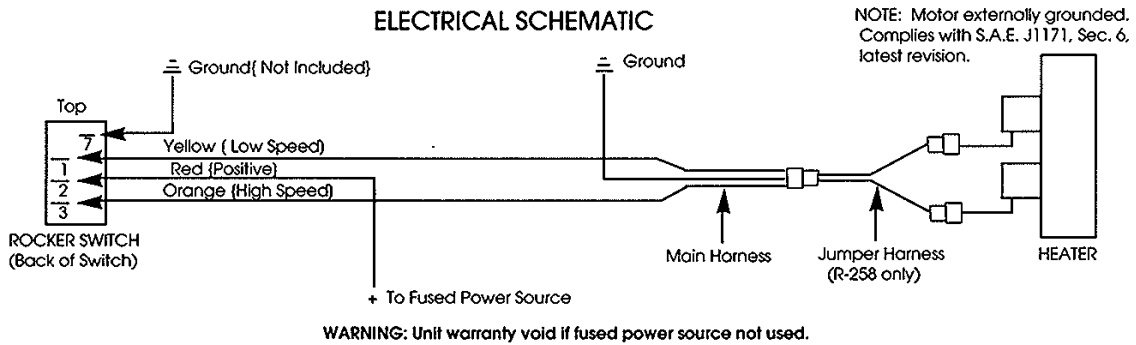 ELECTRICAL SCHEMATIC
NOTE: Motor externally grounded.
Complies with S.A.E. J1171, Sec. 6,
latest revision.
Ground{ Not Included}
Ground
Top
7
Yellow ( Low Speed)
1
Red {Positive}
2
Orange {High Speed)
3
ROCKER SWITCH
(Back of Switch)
Main Harness
Jumper Harness
(R-258 only)
HEATER
+ To Fused Power Source
WARNING: Unit warranty void if fused power source not used.